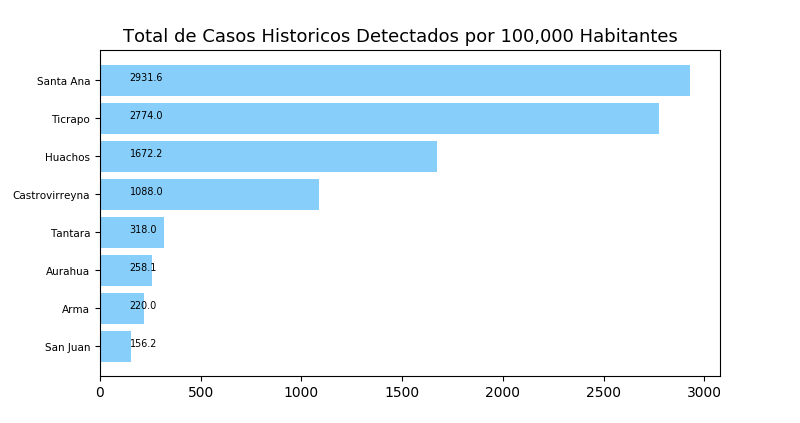 Total de Casos Historicos Detectados por 100,000 Habitantes
Santa Ana 2931.6
Ticrapo 2774.0
Huachos 1672.2
Castrovirreyna 1088.0
Tantara 318.0
Aurahua 258.1
Arma 220.0
San Juan 156.2
0 500 1000 1500 2000 2500 3000